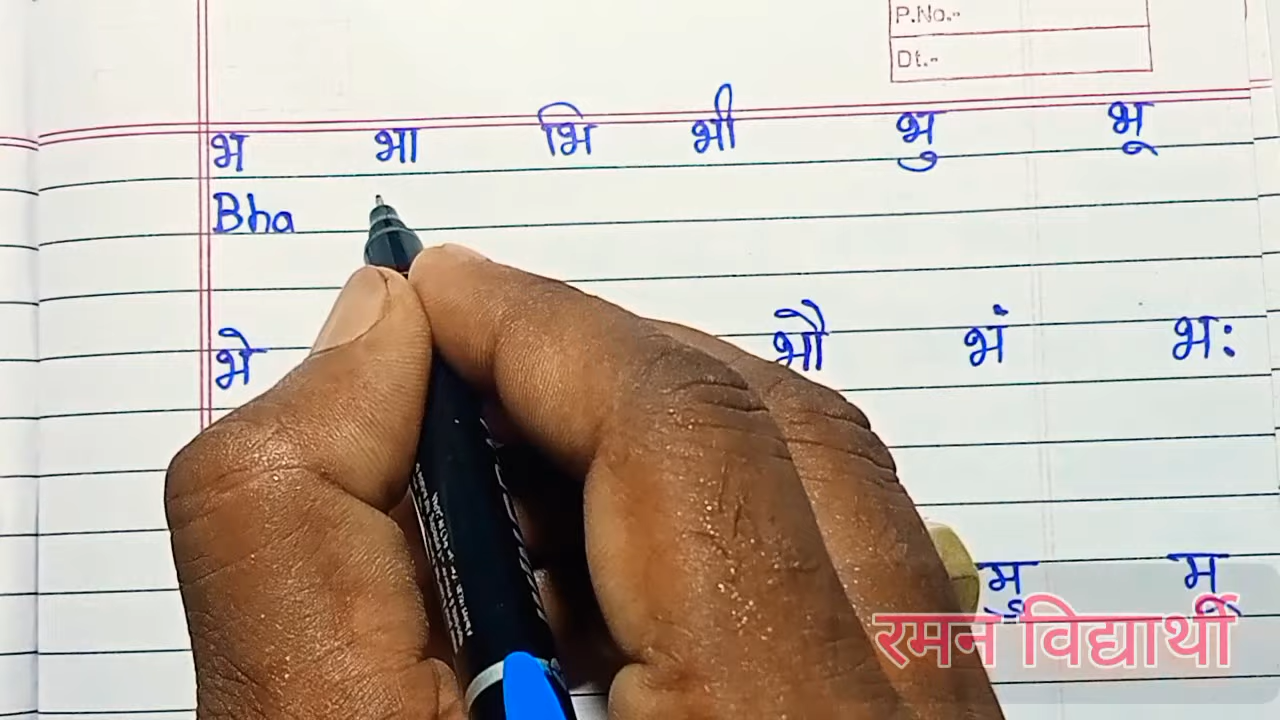 P.No.-
Dt.-
भ भा भि भी भु भू
Bha
भे भौ भं भः
मु मू
रमन विद्यार्थी